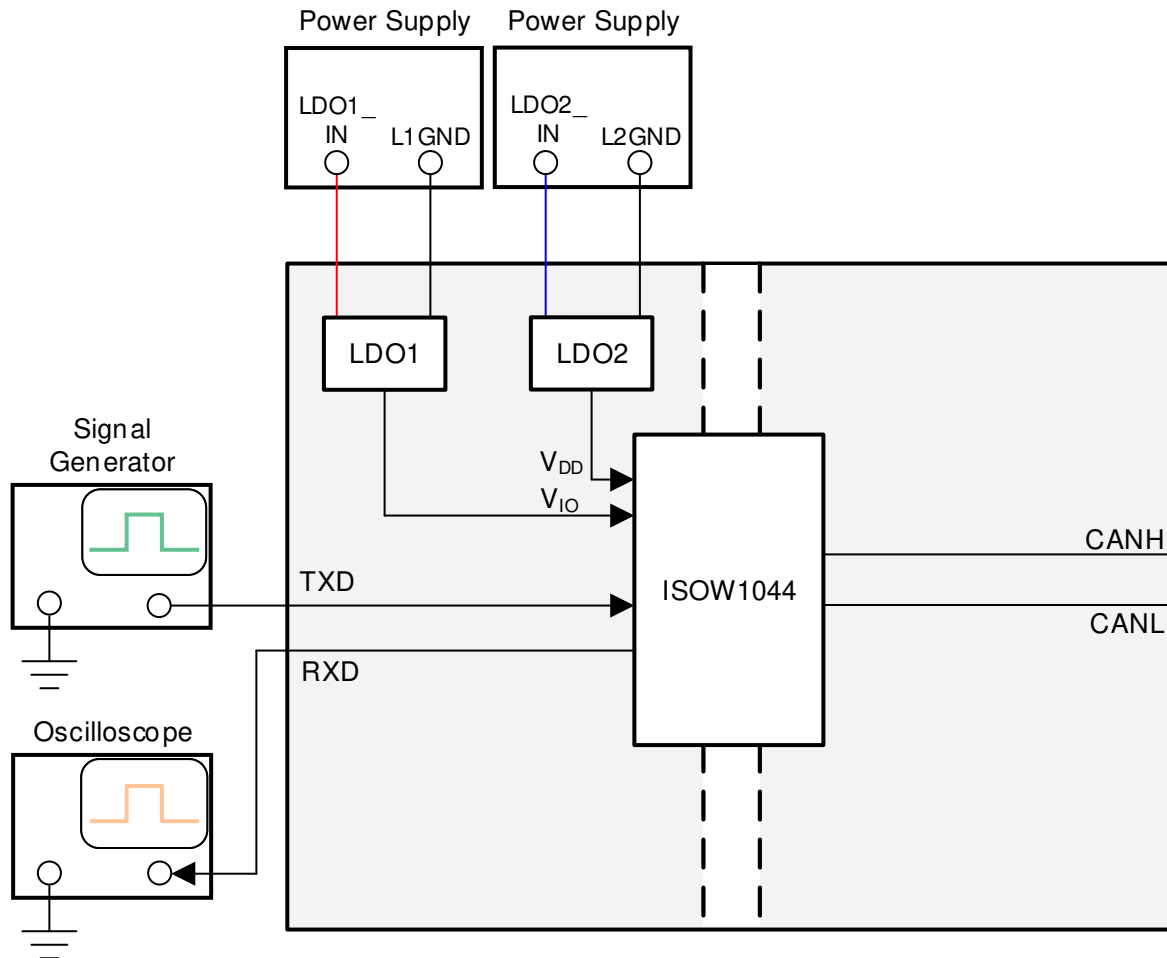 Power Supply
Power Supply
LDO1_
IN
L1GND
LDO2_
IN
L2GND
LDO1
LDO2
Signal
Generator
VDD
VIO
TXD
RXD
ISOW1044
CANH
CANL
Oscilloscope